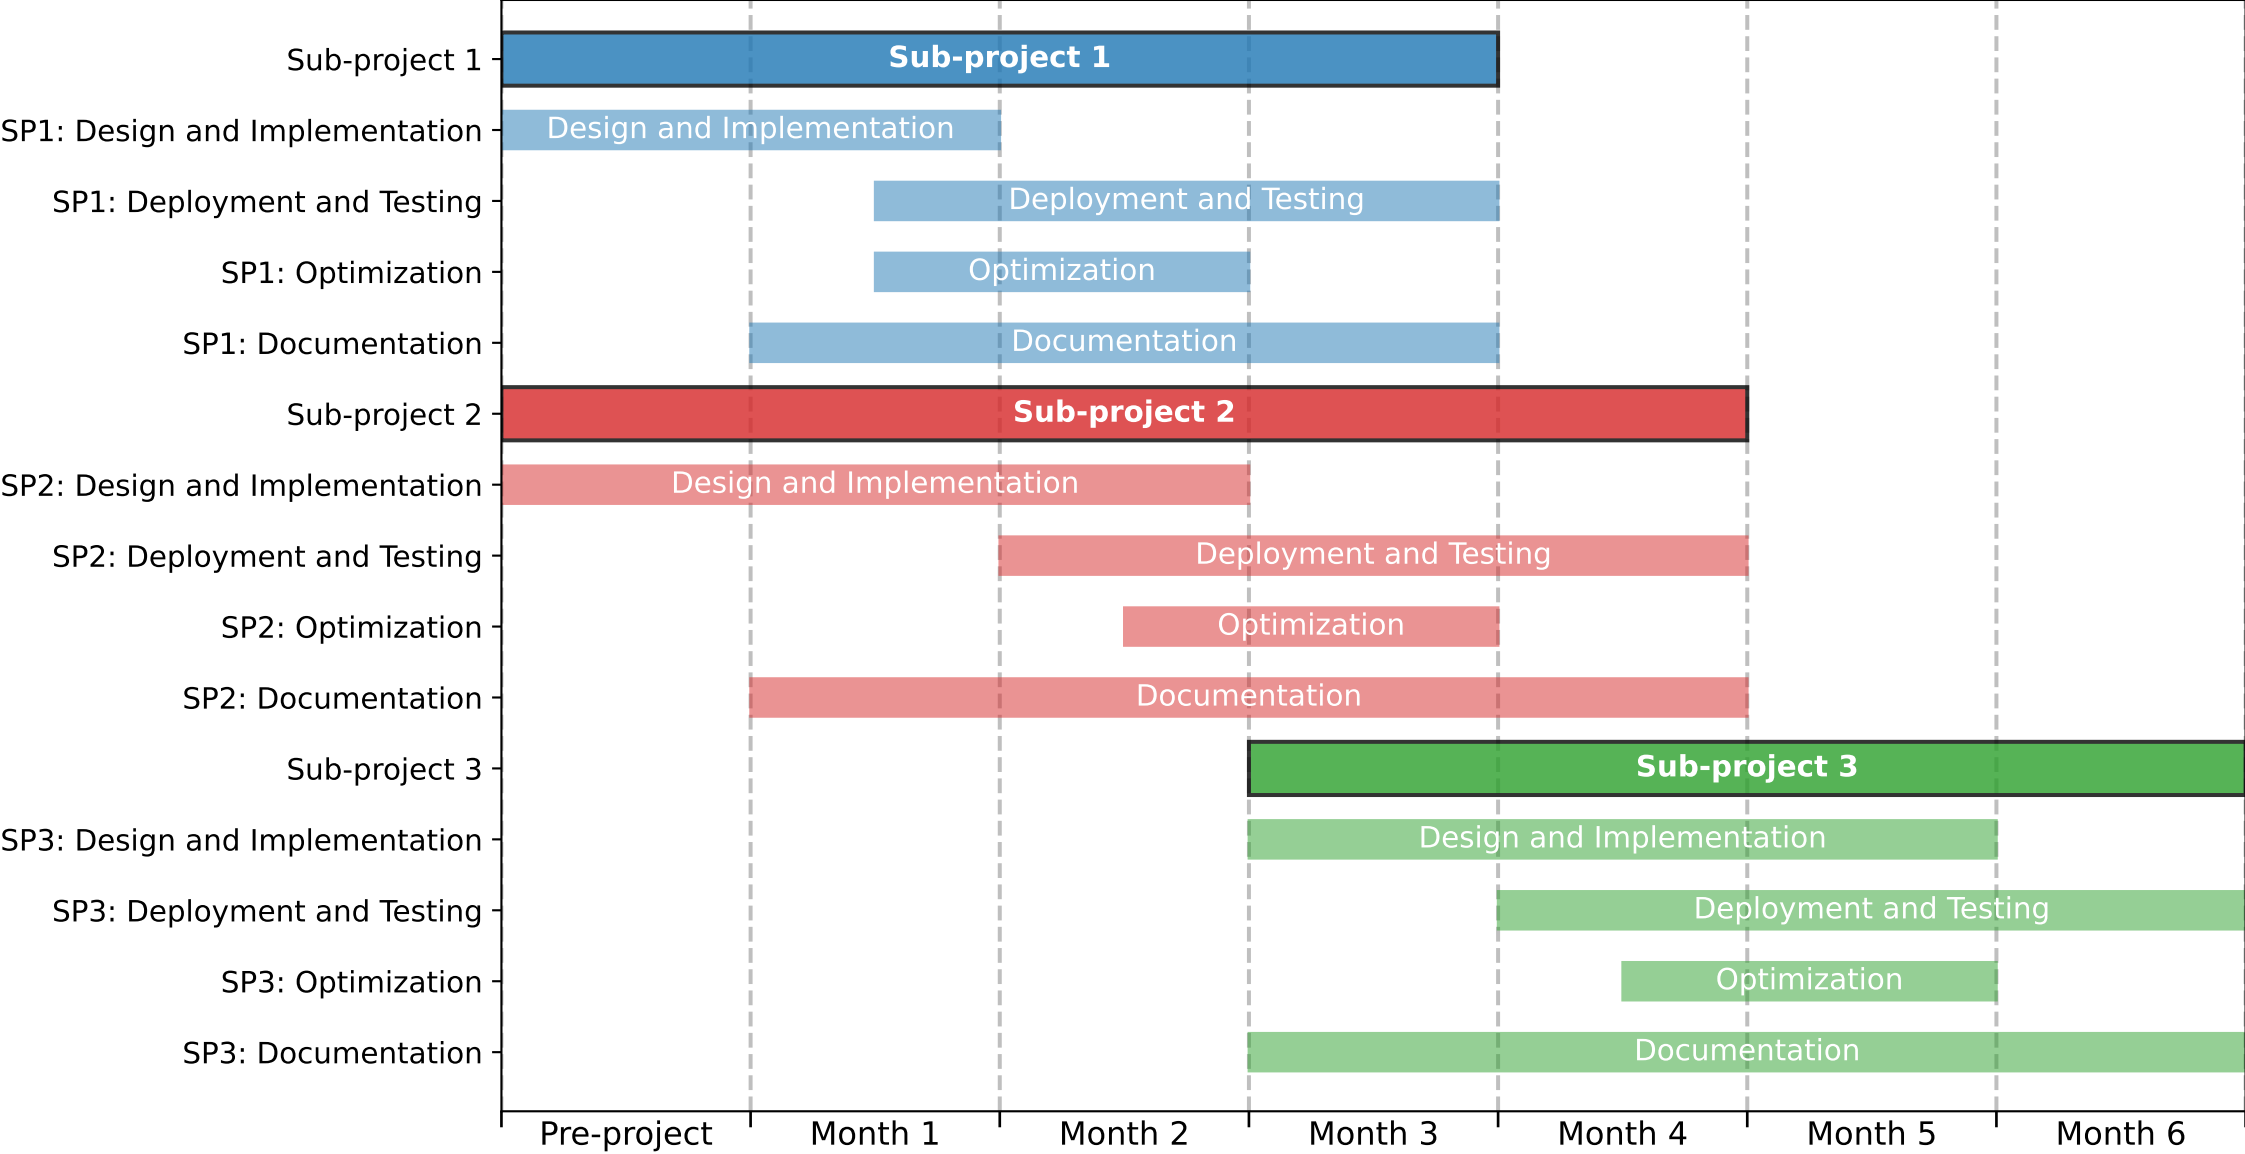 Sub-project 1 Sub-project 1
SP1: Design and Implementation Design and Implementation
SP1: Deployment and Testing Deployment and Testing
SP1: Optimization Optimization
SP1: Documentation Documentation
Sub-project 2 Sub-project 2
SP2: Design and Implementation Design and Implementation
SP2: Deployment and Testing Deployment and Testing
SP2: Optimization Optimization
SP2: Documentation Documentation
Sub-project 3 Sub-project 3
SP3: Design and Implementation Design and Implementation
SP3: Deployment and Testing Deployment and Testing
SP3: Optimization Optimization
SP3: Documentation Documentation
Pre-project Month 1 Month 2 Month 3 Month 4 Month 5 Month 6